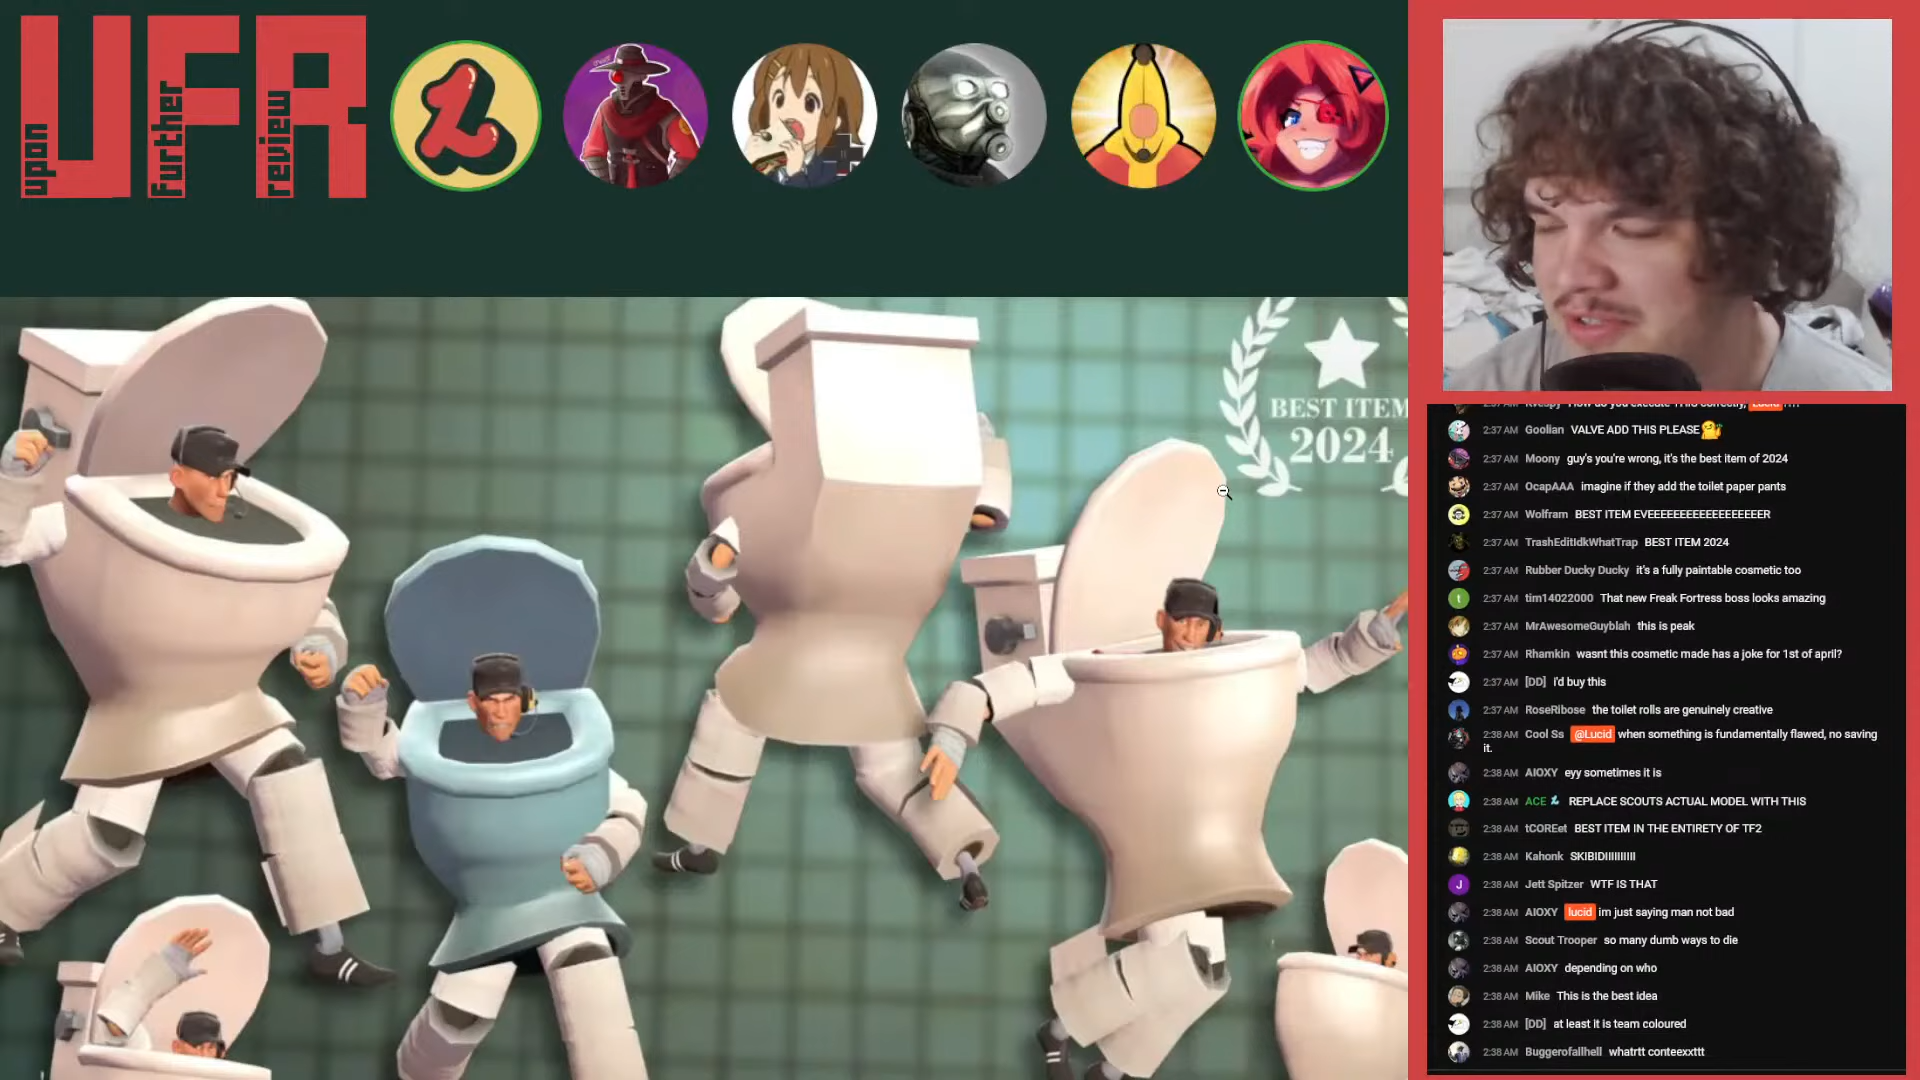 upon
further
review
UFR
BEST ITEM
2024
2:37 AM Goolian VALVE ADD THIS PLEASE
2:37 AM Moony guy's you're wrong, it's the best item of 2024
2:37 AM OcapAAA imagine if they add the toilet paper pants
2:37 AM Wolfram BEST ITEM EVEEEEEEEEEEEEEEEEEEER
2:37 AM TrashEditIdkWhatTrap BEST ITEM 2024
2:37 AM Rubber Ducky Ducky it's a fully paintable cosmetic too
t 2:37 AM tim14022000 That new Freak Fortress boss looks amazing
2:37 AM MrAwesomeGuyblah this is peak
2:37 AM Rhamkin wasnt this cosmetic made has a joke for 1st of april?
2:37 AM [DD] i'd buy this
2:37 AM RoseRibose the toilet rolls are genuinely creative
2:38 AM Cool Ss @Lucid when something is fundamentally flawed, no saving
it.
2:38 AM AIOXY eyy sometimes it is
2:38 AM ACE REPLACE SCOUTS ACTUAL MODEL WITH THIS
2:38 AM tCOREet BEST ITEM IN THE ENTIRETY OF TF2
2:38 AM Kahonk SKIBIDIIIIIIIIII
J 2:38 AM Jett Spitzer WTF IS THAT
2:38 AM AIOXY lucid im just saying man not bad
2:38 AM Scout Trooper so many dumb ways to die
2:38 AM AIOXY depending on who
2:38 AM Mike This is the best idea
2:38 AM [DD] at least it is team coloured
2:38 AM Buggerofallhell whatrtt conteexxttt